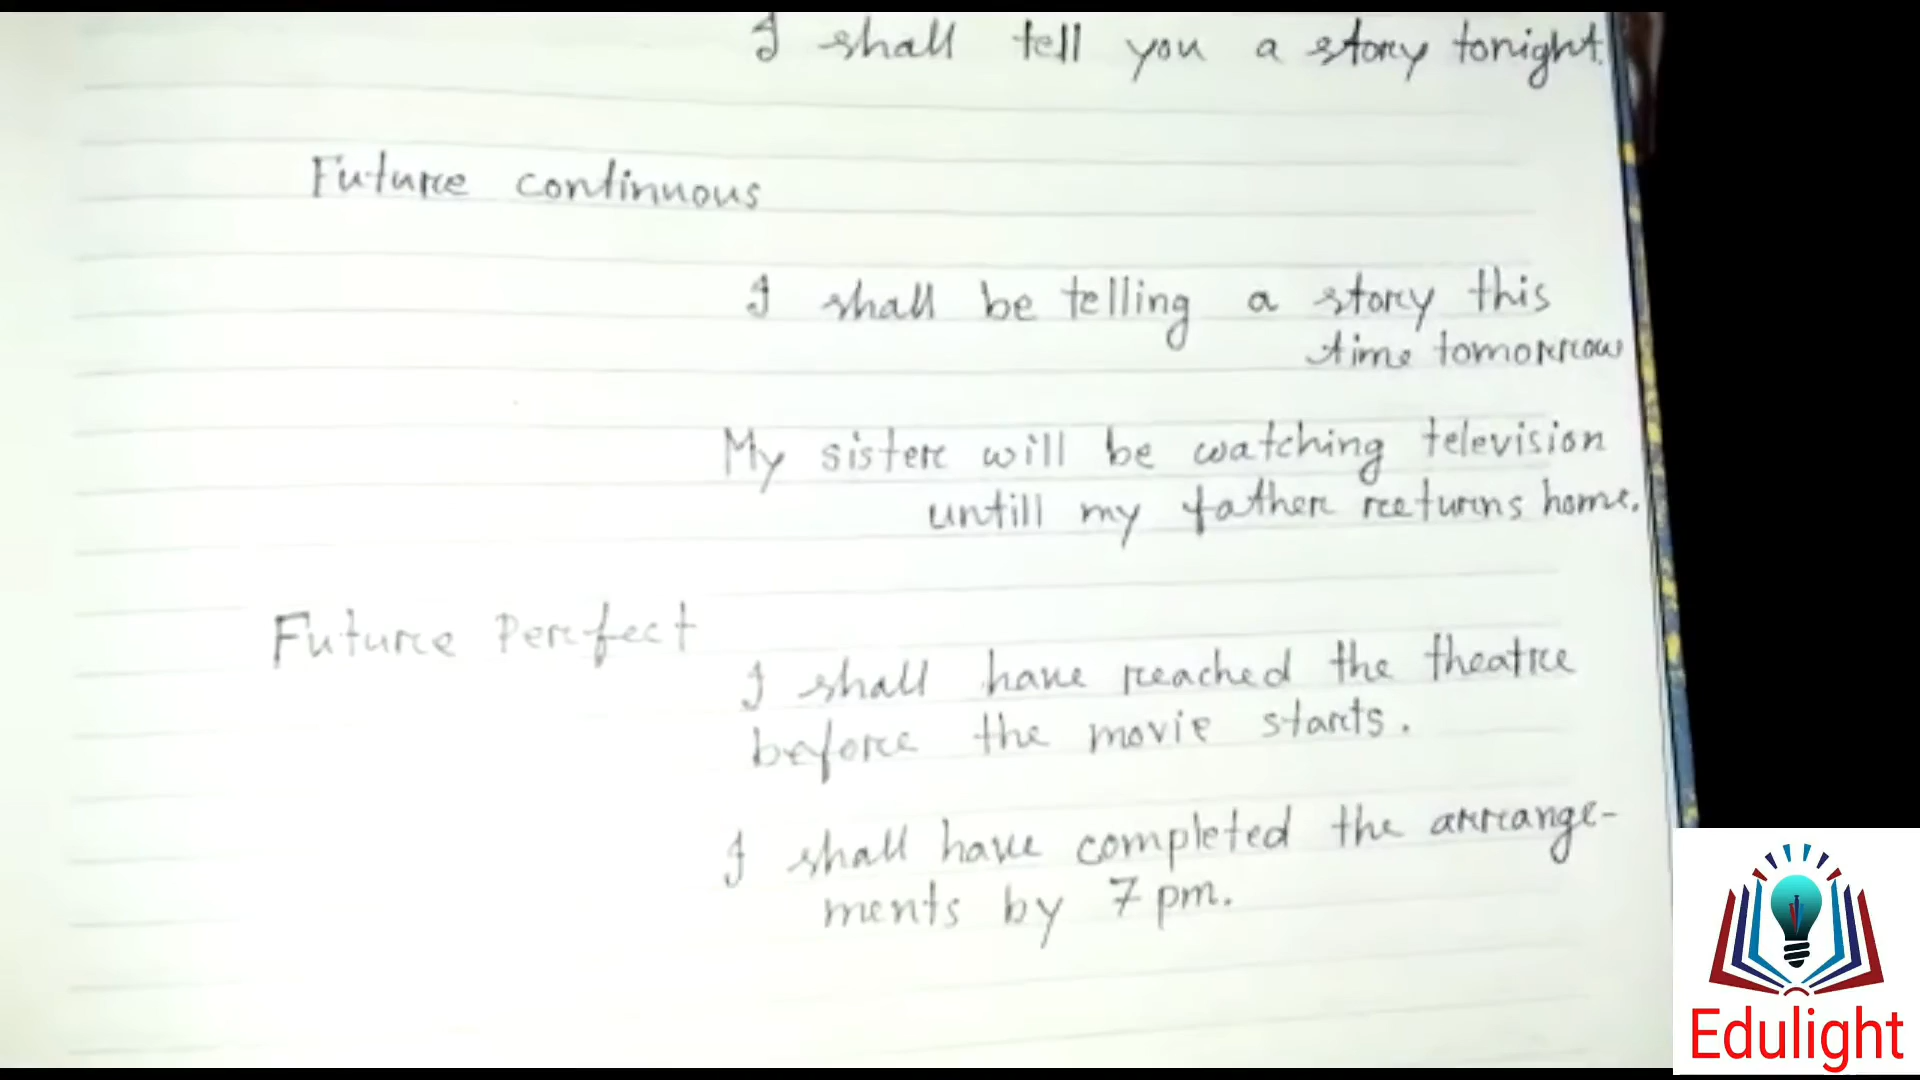 I shall tell you a story tonight.
Future continuous
I shall be telling a story this
time tomorrow
My sister will be watching television
untill my father returns home.
Future Perfect
I shall have reached the theatre
before the movie starts.
I shall have completed the arrange-
ments by 7 pm.
Edulight